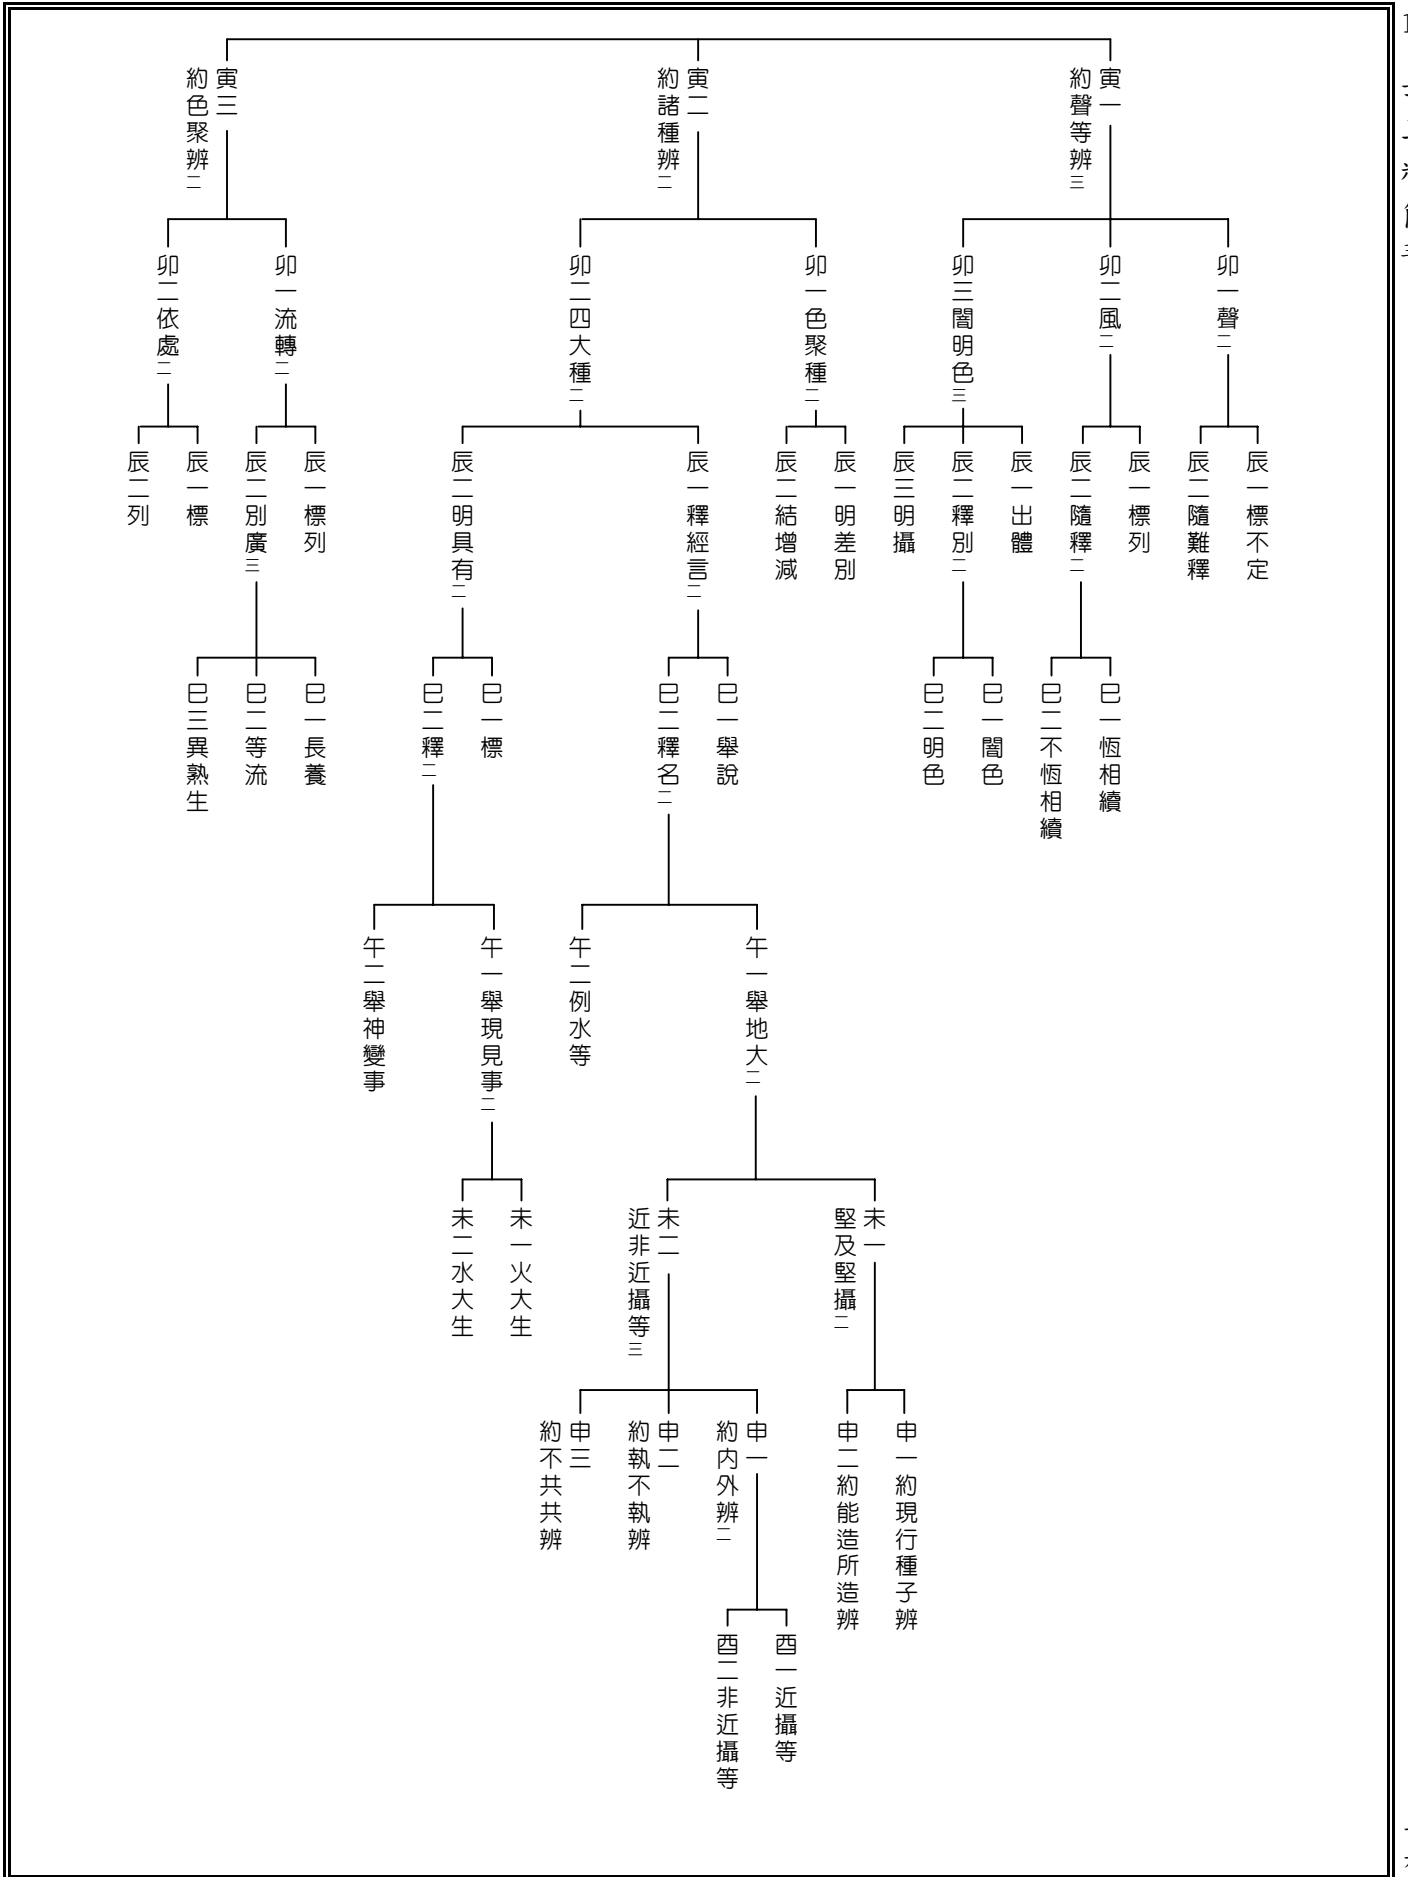 寅一
約聲等辨三
寅二
約諸種辨二
寅三
約色聚辨二
卯一聲二
卯二風二
卯三闇明色三
卯一色聚種二
卯二四大種二
卯一流轉二
卯二依處二
辰一標不定
辰二隨難釋
辰一標列
辰二隨釋二
辰一出體
辰二釋別二
辰三明攝
辰一明差別
辰二結增減
辰一釋經言二
辰二明具有二
辰一標列
辰二別廣三
辰一標
辰二列
巳一恆相續
巳二不恆相續
巳一闇色
巳二明色
巳一舉說
巳二釋名二
巳一標
巳二釋二
巳一長養
巳二等流
巳三異熟生
午一舉地大二
午二例水等
午一舉現見事二
午二舉神變事
未一
堅及堅攝二
未二
近非近攝等三
未一火大生
未二水大生
申一約現行種子辨
申二約能造所造辨
申一
約內外辨二
申二
約執不執辨
申三
約不共共辨
酉一近攝等
酉二非近攝等